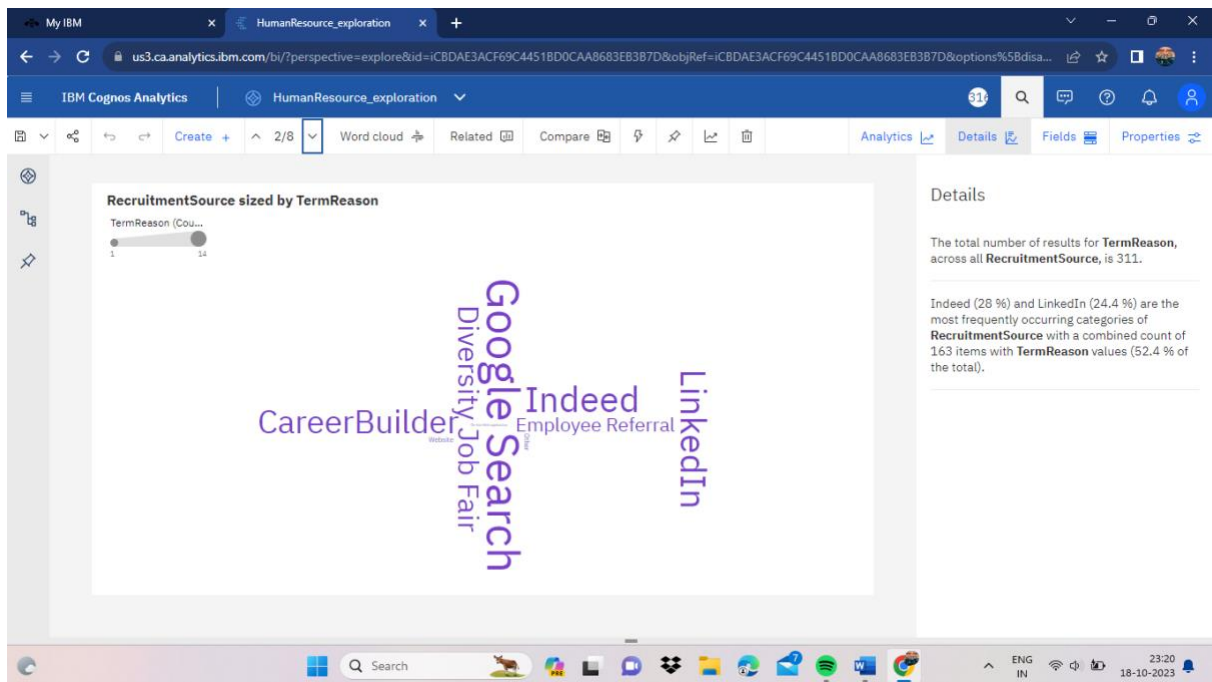 My IBM
HumanResource_exploration
us3.ca.analytics.ibm.com/bi/?perspective=explore&id=iCBDAE3ACF69C4451BD0CAA8683EB3B7D&objRef=iCBDAE3ACF69C4451BD0CAA8683EB3B7D&options%5Bdisa...
IBM Cognos Analytics
HumanResource_exploration
316
Create +
2/8
Word cloud
Related
Compare
Analytics
Details
Fields
Properties
RecruitmentSource sized by TermReason
TermReason (Cou...
1 14
Google Search
Diversity Job Fair
Indeed
LinkedIn
CareerBuilder
Employee Referral
Website
Other
Details
The total number of results for TermReason,
across all RecruitmentSource, is 311.
Indeed (28 %) and LinkedIn (24.4 %) are the
most frequently occurring categories of
RecruitmentSource with a combined count of
163 items with TermReason values (52.4 % of
the total).
Search
PRE
7
ENG
IN
23:20
18-10-2023